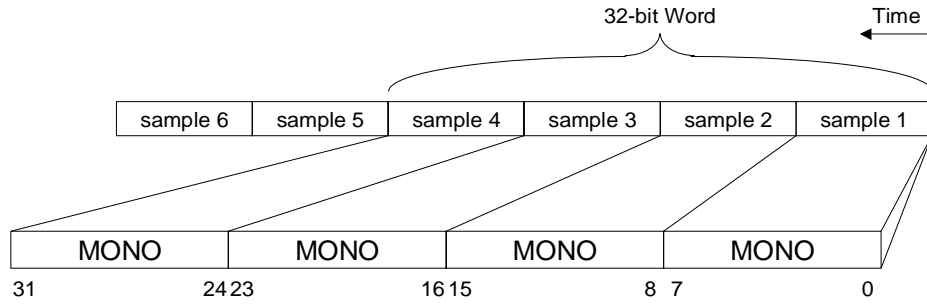 32-bit Word Time
sample 6 sample 5 sample 4 sample 3 sample 2 sample 1
MONO MONO MONO MONO
31 24 23 16 15 8 7 0